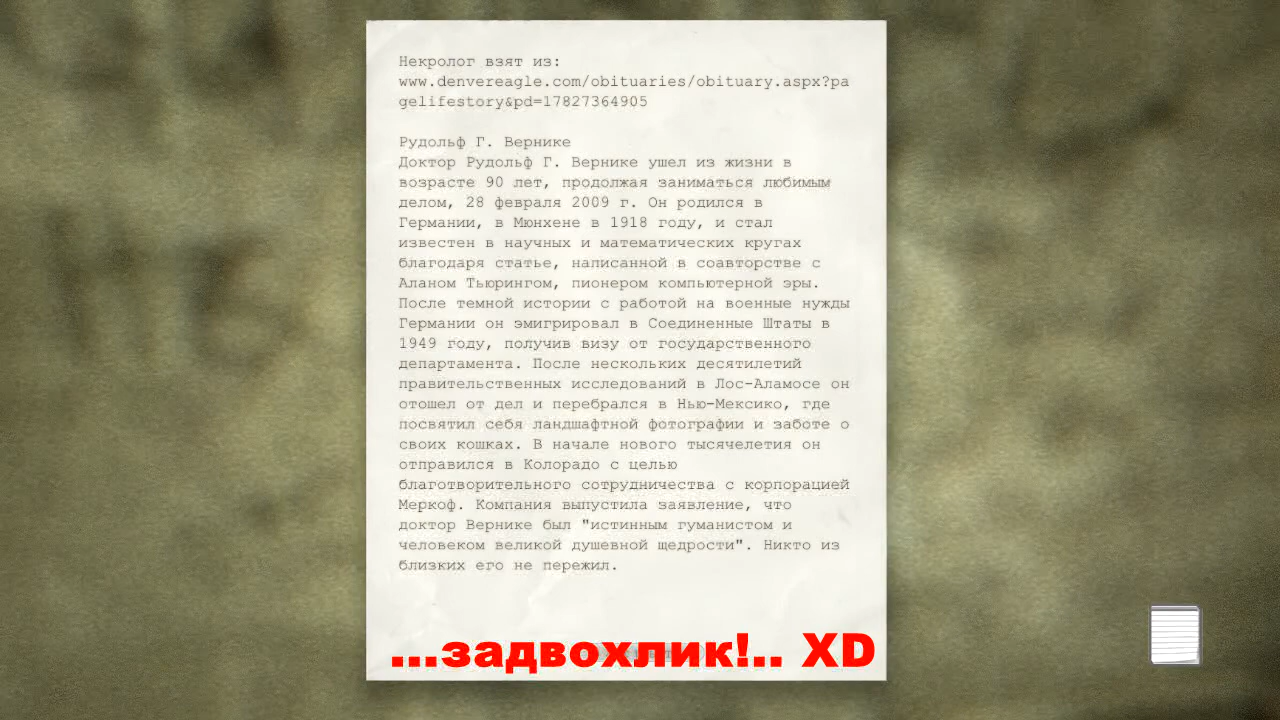 Некролог взят из:
www.denvereagle.com/obituaries/obituary.aspx?pa
gelifestory&pd=17827364905
Рудольф Г. Вернике
Доктор Рудольф Г. Вернике ушел из жизни в
возрасте 90 лет, продолжая заниматься любимым
делом, 28 февраля 2009 г. Он родился в
Германии, в Мюнхене в 1918 году, и стал
известен в научных и математических кругах
благодаря статье, написанной в соавторстве с
Аланом Тьюрингом, пионером компьютерной эры.
После темной истории с работой на военные нужды
Германии он эмигрировал в Соединенные Штаты в
1949 году, получив визу от государственного
департамента. После нескольких десятилетий
правительственных исследований в Лос-Аламосе он
отошел от дел и перебрался в Нью-Мексико, где
посвятил себя ландшафтной фотографии и заботе о
своих кошках. В начале нового тысячелетия он
отправился в Колорадо с целью
благотворительного сотрудничества с корпорацией
Меркоф. Компания выпустила заявление, что
доктор Вернике был "истинным гуманистом и
человеком великой душевной щедрости". Никто из
близких его не пережил.
...задвохлик!.. XD